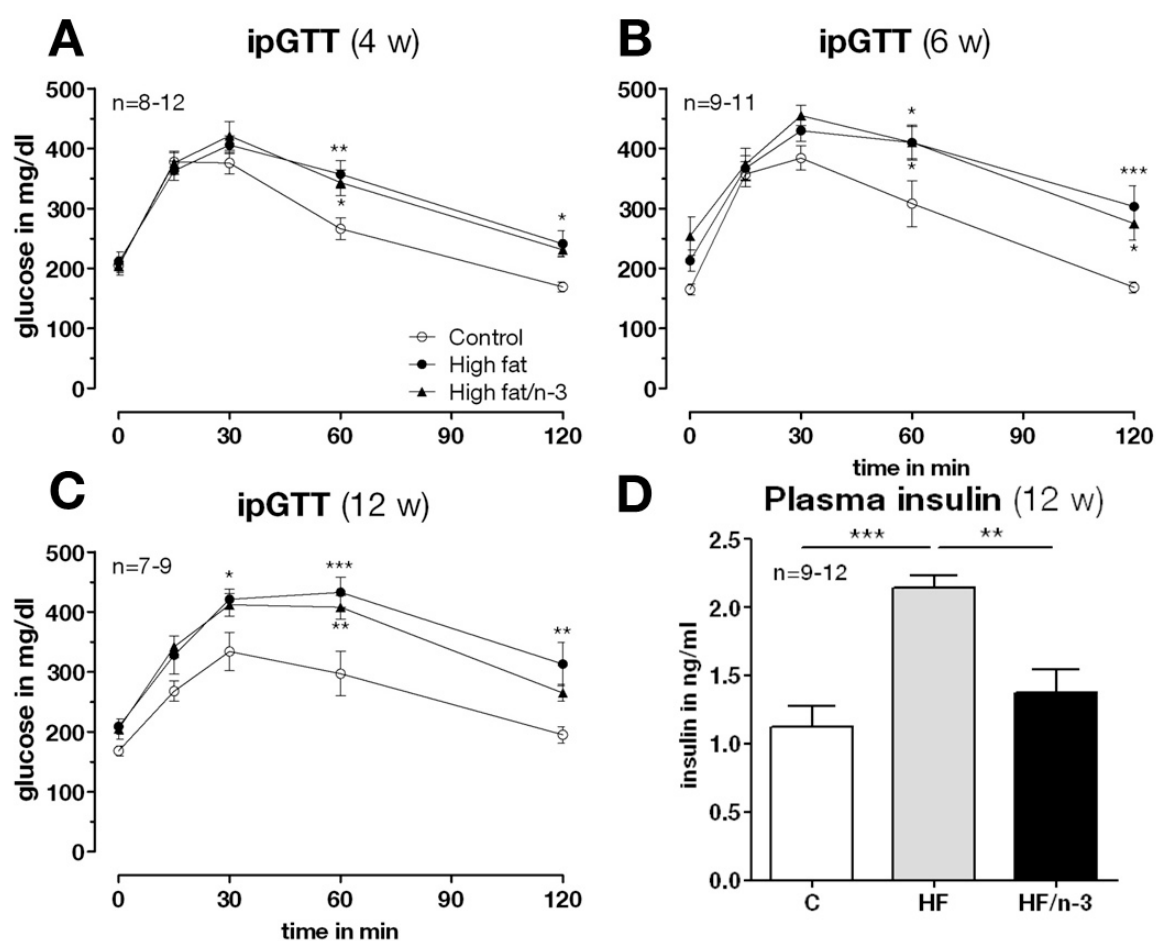 A
ipGTT (4 w)
500
400
300
200
100
0
glucose in mg/dl
n=8-12
**
*
*
Control
High fat
High fat/n-3
0 30 60 90 120
B
ipGTT (6 w)
500
400
300
200
100
0
n=9-11
*
*
***
*
0 30 60 90 120
time in min
C
ipGTT (12 w)
500
400
300
200
100
0
glucose in mg/dl
n=7-9
*
***
**
**
0 30 60 90 120
time in min
D
Plasma insulin (12 w)
2.5
2.0
1.5
1.0
0.5
0.0
insulin in ng/ml
***
**
n=9-12
C HF HF/n-3